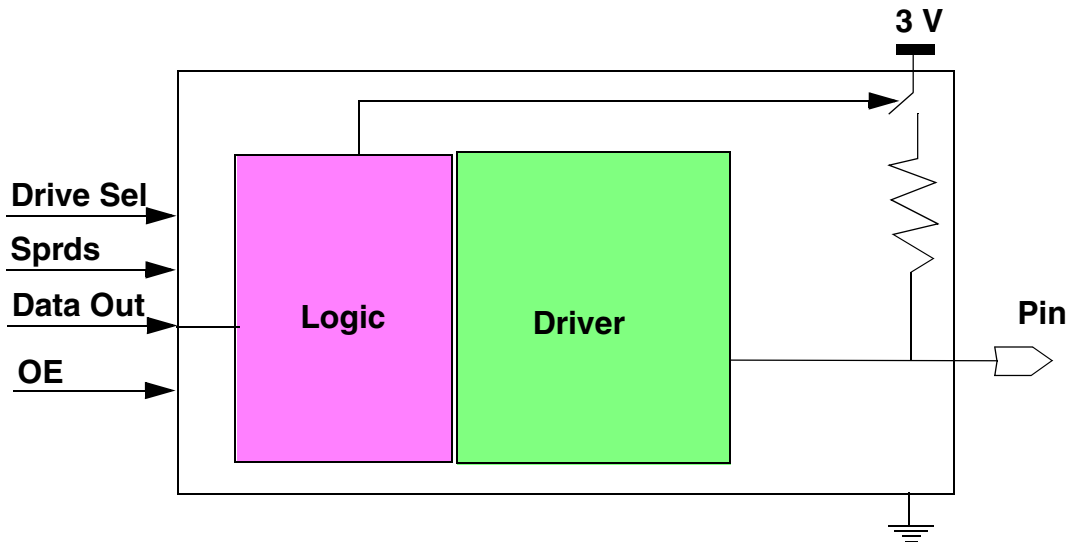 3 V
Drive Sel
Sprds
Data Out
OE
Logic
Driver
Pin